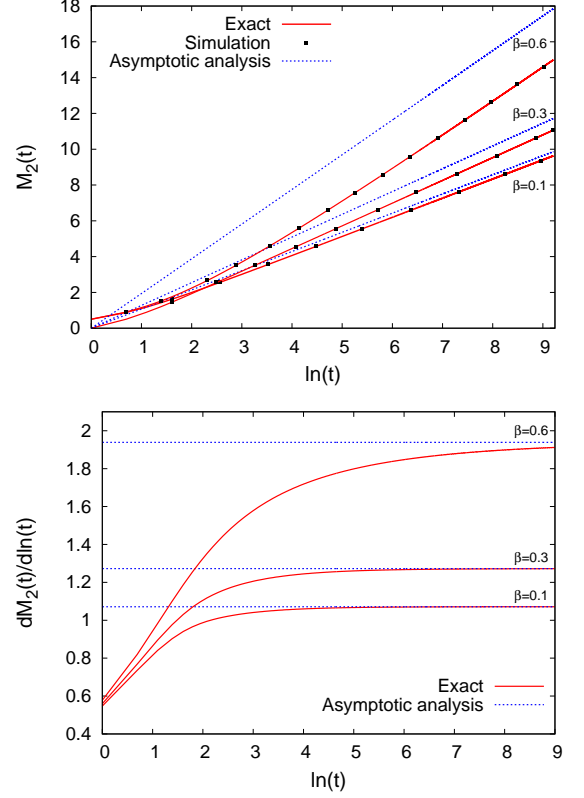 18
16
14
12
10
8
6
4
2
0
M2(t)
Exact
Simulation
Asymptotic analysis
β=0.6
β=0.3
β=0.1
0 1 2 3 4 5 6 7 8 9
ln(t)
2
1.8
1.6
1.4
1.2
1
0.8
0.6
0.4
dM2(t)/dln(t)
β=0.6
β=0.3
β=0.1
Exact
Asymptotic analysis
0 1 2 3 4 5 6 7 8 9
ln(t)